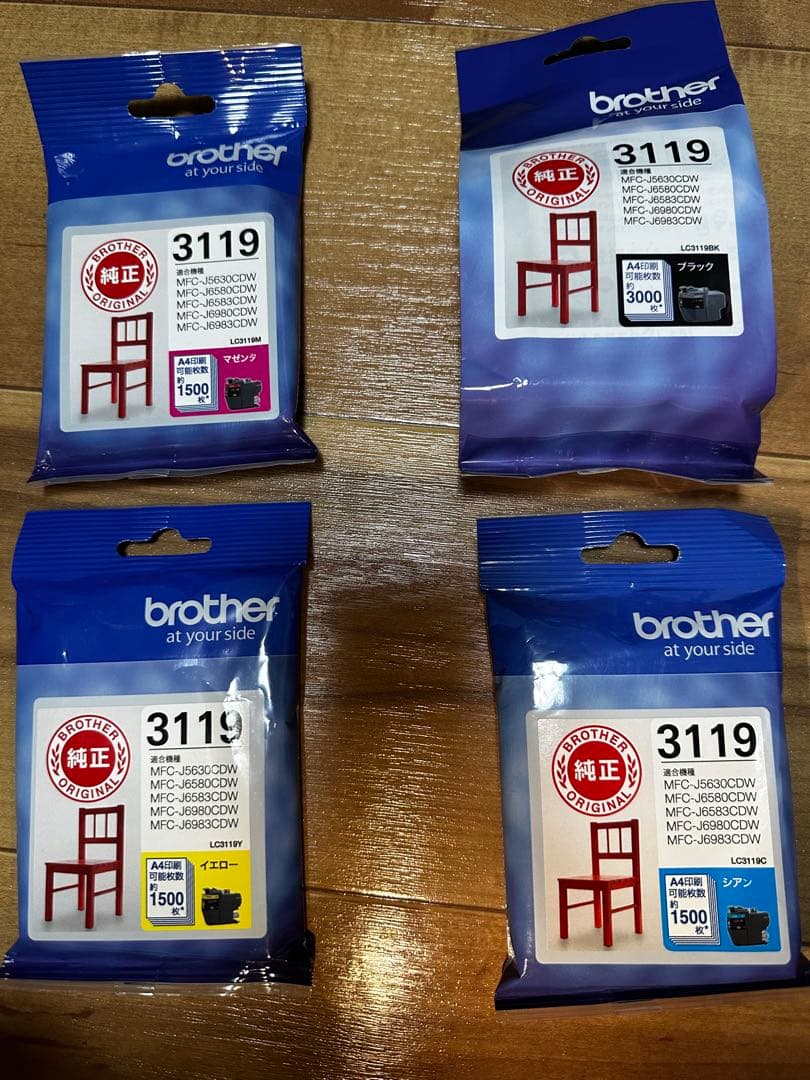 brother
at your side
BROTHER
純正
ORIGINAL
3119
適合機種
MFC-J5630CDW
MFC-J6580CDW
MFC-J6583CDW
MFC-J6980CDW
MFC-J6983CDW
LC3119M
A4印刷
可能枚数
約
1500
枚*
マゼンタ
brother
at your side
BROTHER
純正
ORIGINAL
3119
適合機種
MFC-J5630CDW
MFC-J6580CDW
MFC-J6583CDW
MFC-J6980CDW
MFC-J6983CDW
LC3119BK
A4印刷
可能枚数
約
3000
枚*
ブラック
brother
at your side
BROTHER
純正
ORIGINAL
3119
適合機種
MFC-J5630CDW
MFC-J6580CDW
MFC-J6583CDW
MFC-J6980CDW
MFC-J6983CDW
LC3119Y
A4印刷
可能枚数
約
1500
枚*
イエロー
brother
at your side
BROTHER
純正
ORIGINAL
3119
適合機種
MFC-J5630CDW
MFC-J6580CDW
MFC-J6583CDW
MFC-J6980CDW
MFC-J6983CDW
LC3119C
A4印刷
可能枚数
約
1500
枚*
シアン